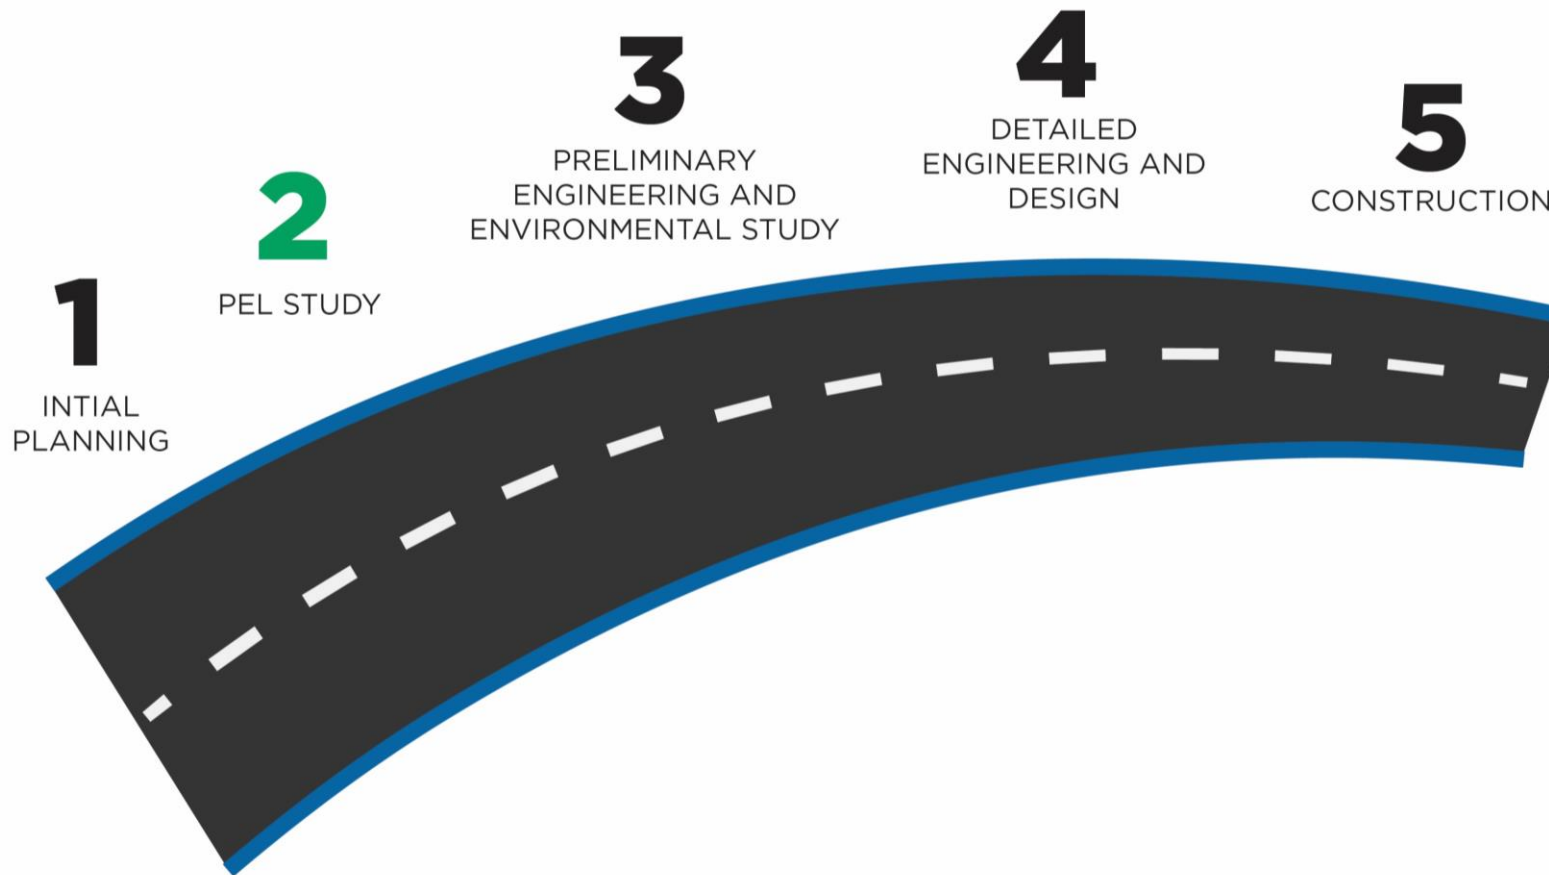 1
INTIAL
PLANNING
2
PEL STUDY
3
PRELIMINARY
ENGINEERING AND
ENVIRONMENTAL STUDY
4
DETAILED
ENGINEERING AND
DESIGN
5
CONSTRUCTION